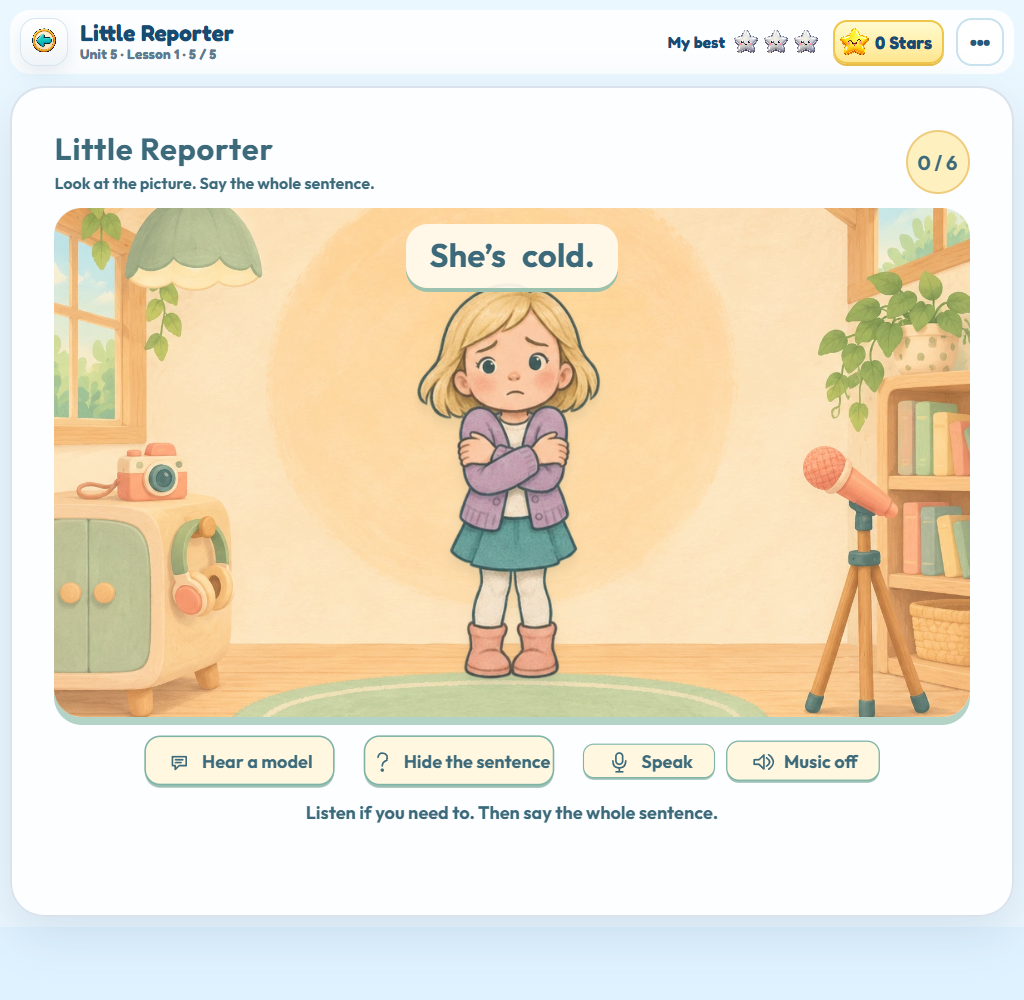 Little Reporter
Unit 5 · Lesson 1 · 5 / 5
My best
0 Stars
•••
Little Reporter
0 / 6
Look at the picture. Say the whole sentence.
She’s cold.
Hear a model
? Hide the sentence
Speak
Music off
Listen if you need to. Then say the whole sentence.